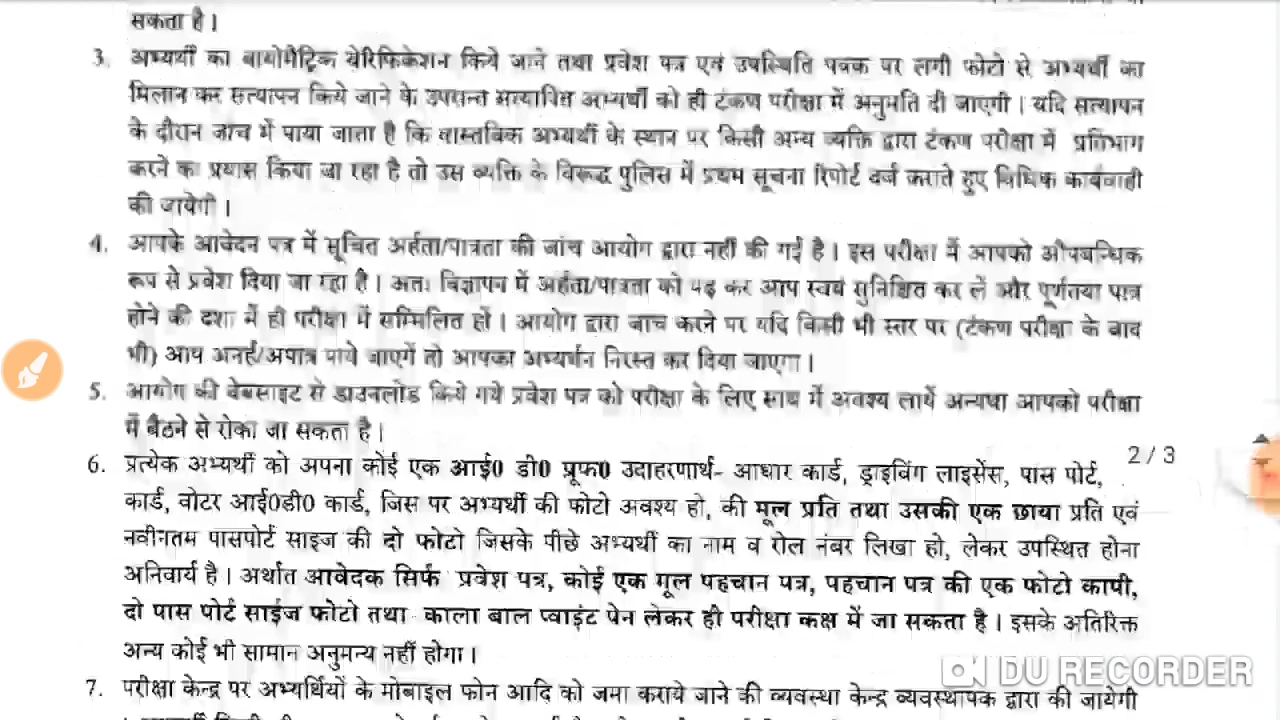 सकता है।
3. अभ्यर्थी का बायोमैट्रिक वेरिफिकेशन किये जाने तथा प्रवेश पत्र एवं उपस्थिति पत्रक पर लगी फोटो से अभ्यर्थी का
मिलान कर सत्यापन किये जाने के उपरान्त सत्यापित अभ्यर्थी को ही टंकण परीक्षा में अनुमति दी जाएगी। यदि सत्यापन
के दौरान जांच में पाया जाता है कि वास्तविक अभ्यर्थी के स्थान पर किसी अन्य व्यक्ति द्वारा टंकण परीक्षा में प्रतिभाग
करने का प्रयास किया जा रहा है तो उस व्यक्ति के विरूद्ध पुलिस में प्रथम सूचना रिपोर्ट दर्ज कराते हुए विधिक कार्यवाही
की जायेगी।
4. आपके आवेदन पत्र में सूचित अर्हता/पात्रता की जांच आयोग द्वारा नहीं की गई है। इस परीक्षा में आपको औपबन्धिक
रूप से प्रवेश दिया जा रहा है। अतः विज्ञापन में अर्हता/पात्रता को पढ़ कर आप स्वयं सुनिश्चित कर लें और पूर्णतया पात्र
होने की दशा में ही परीक्षा में सम्मिलित हों। आयोग द्वारा जांच करने पर यदि किसी भी स्तर पर (टंकण परीक्षा के बाद
भी) आप अनर्ह/अपात्र पाये जाएगें तो आपका अभ्यर्थन निरस्त कर दिया जाएगा।
5. आयोग की वेबसाइट से डाउनलोड किये गये प्रवेश पत्र को परीक्षा के लिए साथ में अवश्य लायें अन्यथा आपको परीक्षा
में बैठने से रोका जा सकता है।
2/3
6. प्रत्येक अभ्यर्थी को अपना कोई एक आई0 डी0 प्रूफ0 उदाहरणार्थ- आधार कार्ड, ड्राइविंग लाइसेंस, पास पोर्ट,
कार्ड, वोटर आई0डी0 कार्ड, जिस पर अभ्यर्थी की फोटो अवश्य हो, की मूल प्रति तथा उसकी एक छाया प्रति एवं
नवीनतम पासपोर्ट साइज की दो फोटो जिसके पीछे अभ्यर्थी का नाम व रोल नंबर लिखा हो, लेकर उपस्थित होना
अनिवार्य है। अर्थात आवेदक सिर्फ प्रवेश पत्र, कोई एक मूल पहचान पत्र, पहचान पत्र की एक फोटो कापी,
दो पास पोर्ट साईज फोटो तथा काला बाल प्वाइंट पेन लेकर ही परीक्षा कक्ष में जा सकता है। इसके अतिरिक्त
अन्य कोई भी सामान अनुमन्य नहीं होगा।
7. परीक्षा केन्द्र पर अभ्यर्थियों के मोबाइल फोन आदि को जमा कराये जाने की व्यवस्था केन्द्र व्यवस्थापक द्वारा की जायेगी
DU RECORDER